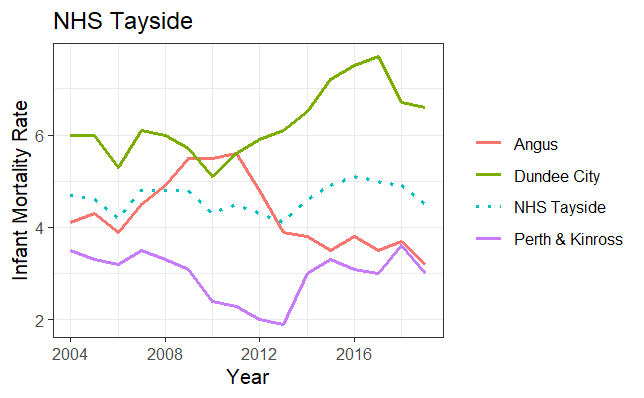 NHS Tayside
Infant Mortality Rate
6
4
2
2004 2008 2012 2016
Year
Angus
Dundee City
NHS Tayside
Perth & Kinross